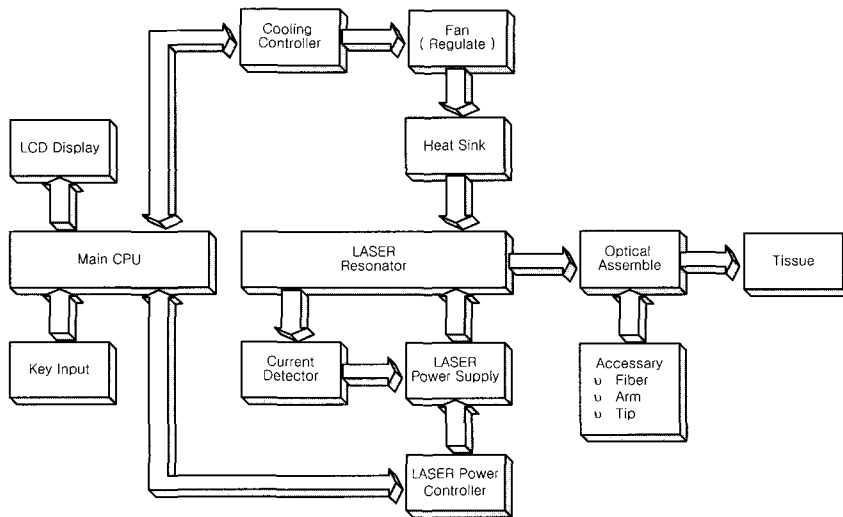 Cooling
Controller
Fan
( Regulate )
LCD Display
Heat Sink
Main CPU
LASER
Resonator
Optical
Assemble
Tissue
Key Input
Current
Detector
LASER
Power Supply
Accessary
υ Fiber
υ Arm
υ Tip
LASER Power
Controller